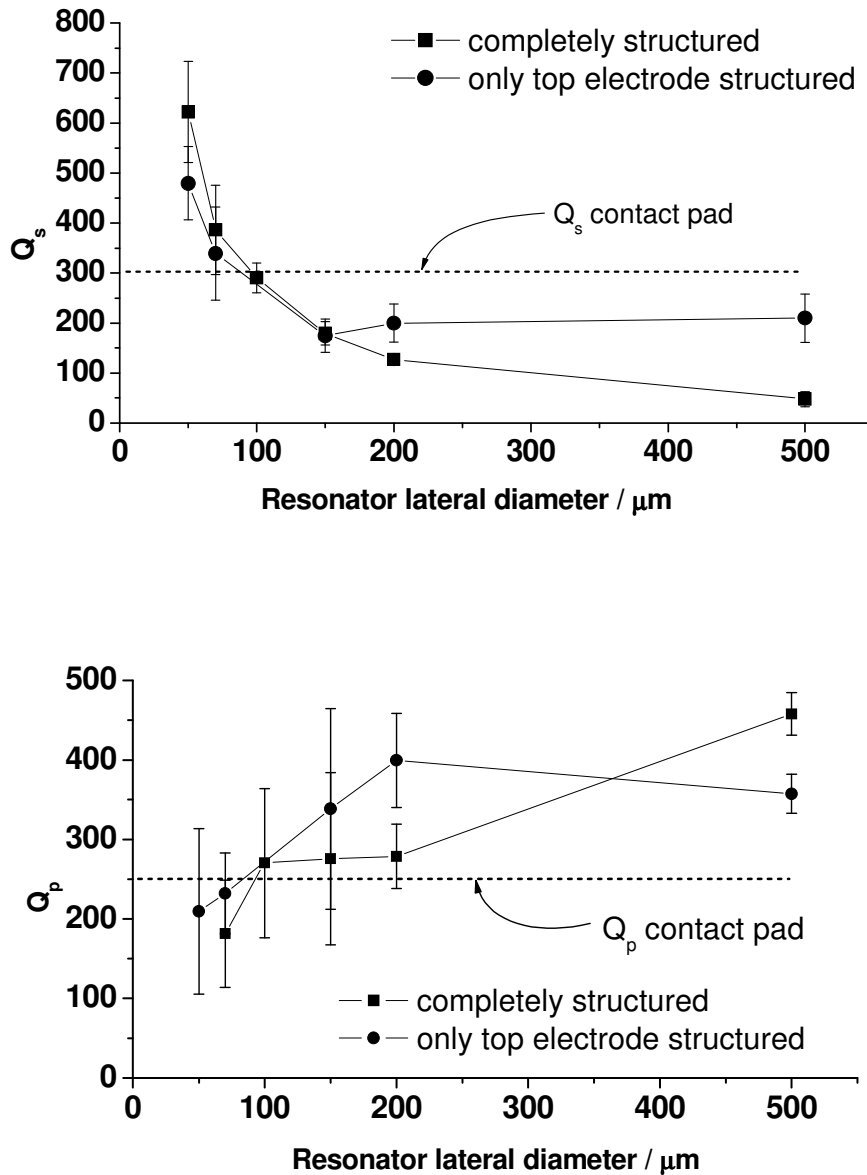 800
700
600
500
400
300
200
100
0
Q_s
completely structured
only top electrode structured
Q_s contact pad
0 100 200 300 400 500
Resonator lateral diameter / μm
500
400
300
200
100
0
Q_p
Q_p contact pad
completely structured
only top electrode structured
0 100 200 300 400 500
Resonator lateral diameter / μm